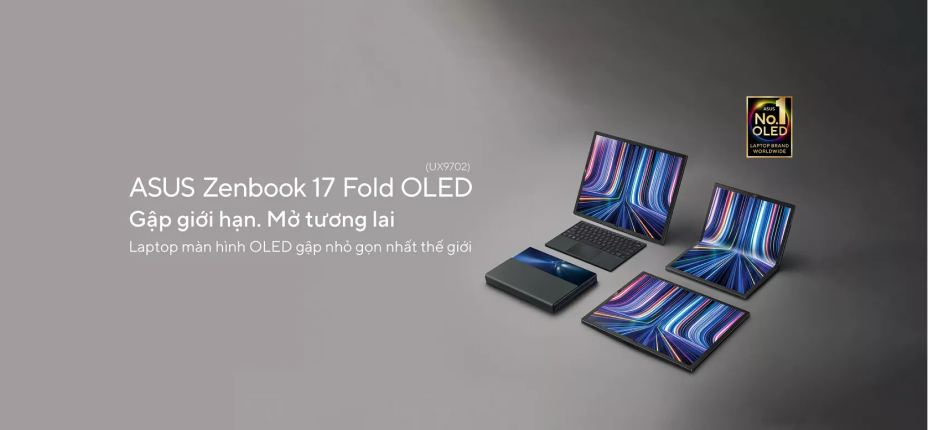 (UX9702)
ASUS Zenbook 17 Fold OLED
Gập giới hạn. Mở tương lai
Laptop màn hình OLED gập nhỏ gọn nhất thế giới
ASUS
No.1
OLED
LAPTOP BRAND
WORLDWIDE